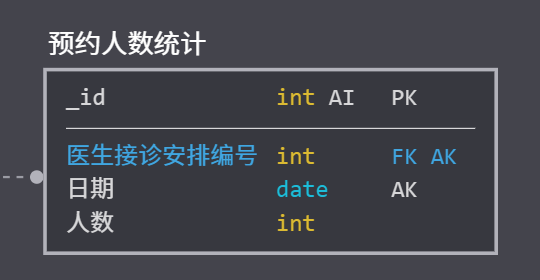 预约人数统计
_id int AI PK
医生接诊安排编号 int FK AK
日期 date AK
人数 int